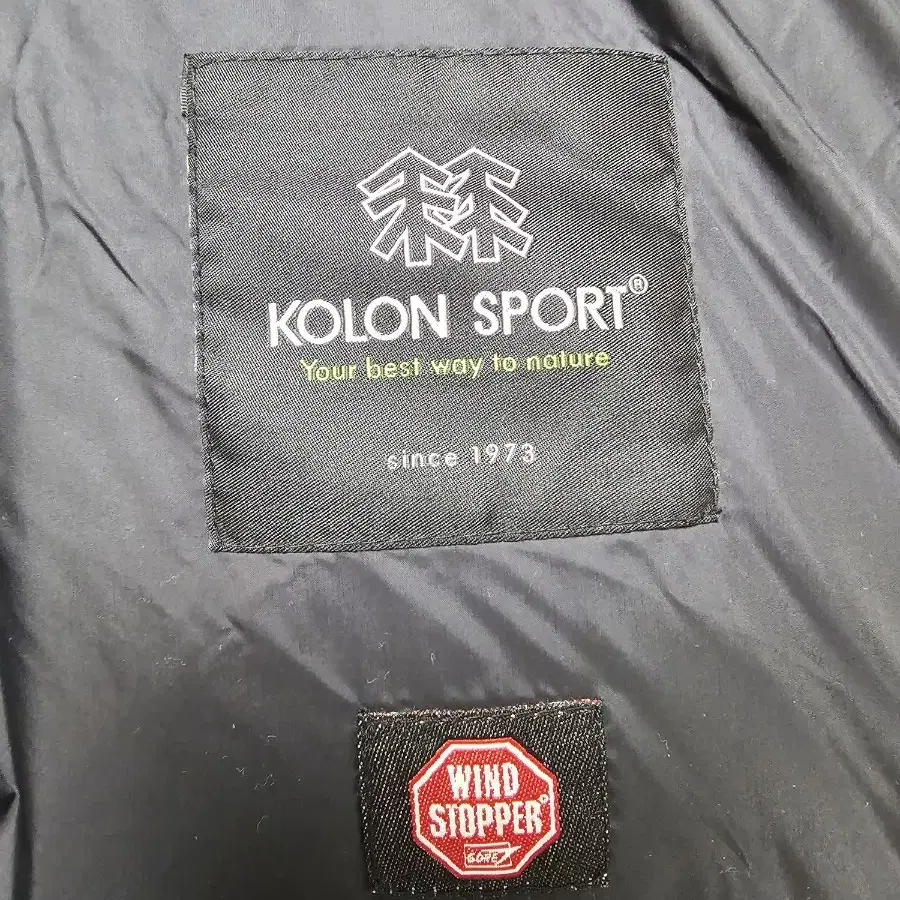 KOLON SPORT®
Your best way to nature
since 1973
WIND
STOPPER®
GORE